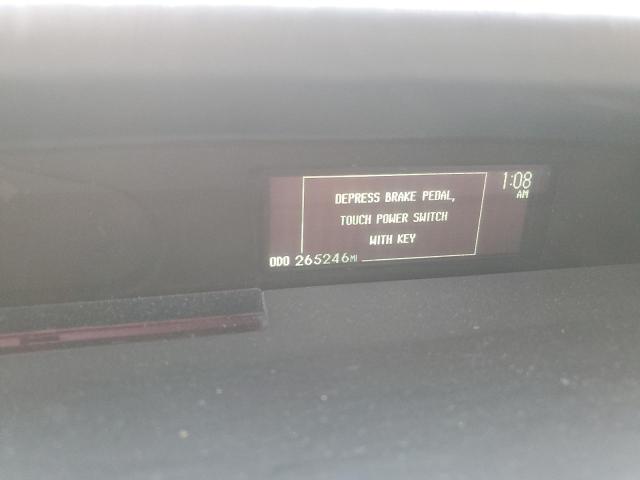 1:08
AM
DEPRESS BRAKE PEDAL,
TOUCH POWER SWITCH
WITH KEY
ODO 265246MI